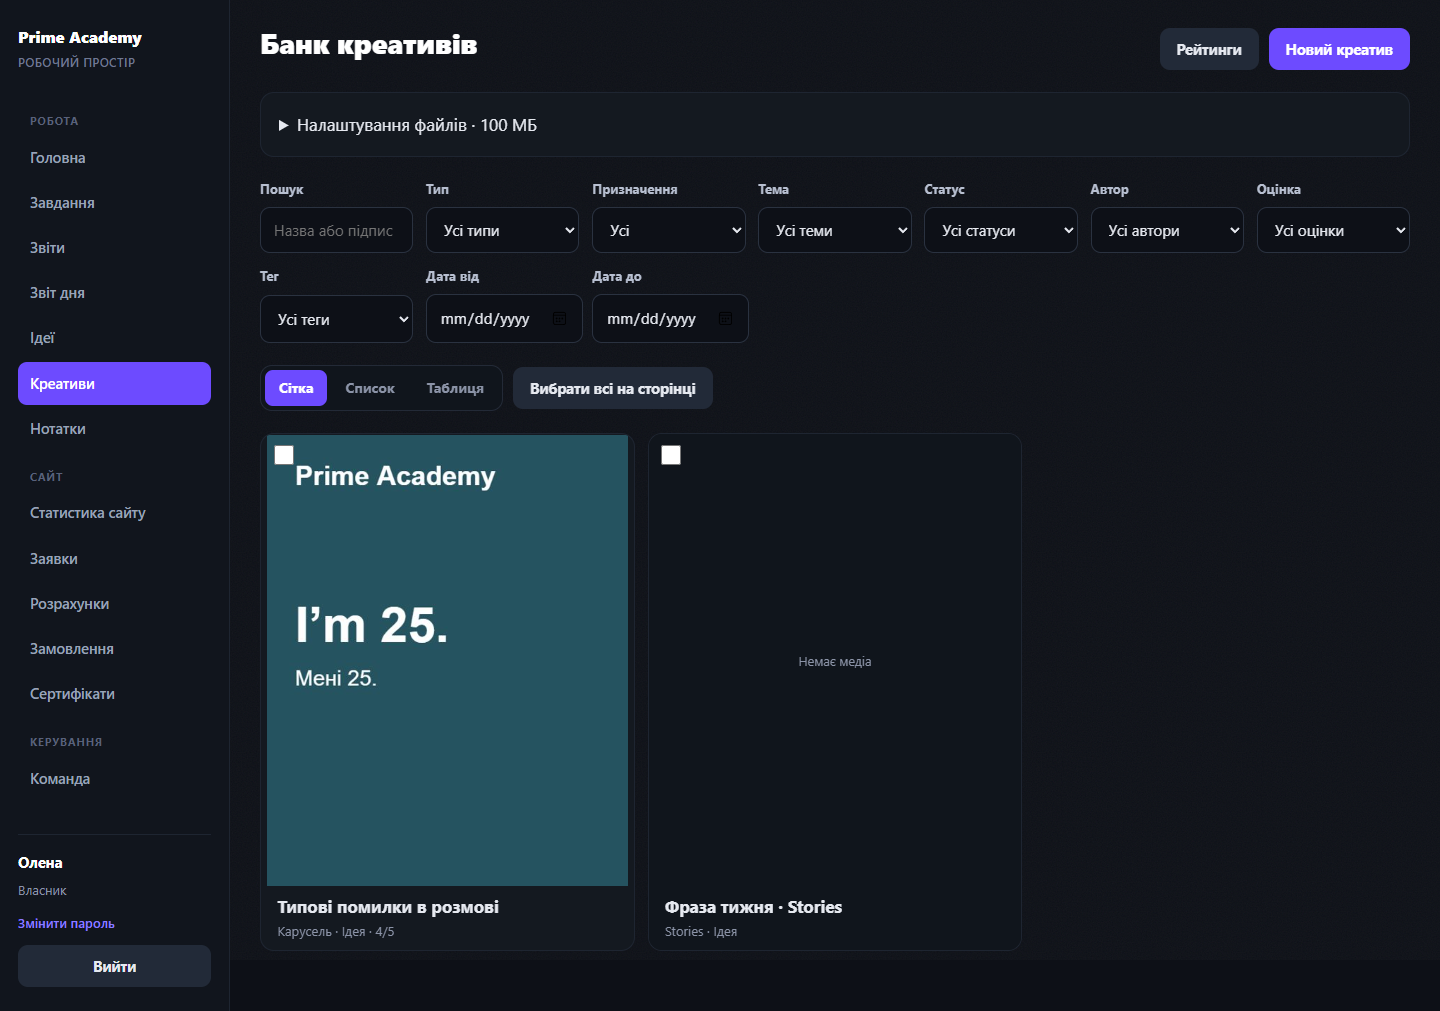 Prime Academy
РОБОЧИЙ ПРОСТІР
РОБОТА
Головна
Завдання
Звіти
Звіт дня
Ідеї
Креативи
Нотатки
САЙТ
Статистика сайту
Заявки
Розрахунки
Замовлення
Сертифікати
КЕРУВАННЯ
Команда
Олена
Власник
Змінити пароль
Вийти
Банк креативів
Рейтинги
Новий креатив
Налаштування файлів · 100 МБ
Пошук
Тип
Призначення
Тема
Статус
Автор
Оцінка
Назва або підпис
Усі типи
Усі
Усі теми
Усі статуси
Усі автори
Усі оцінки
Тег
Дата від
Дата до
Усі теги
mm/dd/yyyy
mm/dd/yyyy
Сітка
Список
Таблиця
Вибрати всі на сторінці
Prime Academy
I’m 25.
Мені 25.
Типові помилки в розмові
Карусель · Ідея · 4/5
Немає медіа
Фраза тижня · Stories
Stories · Ідея